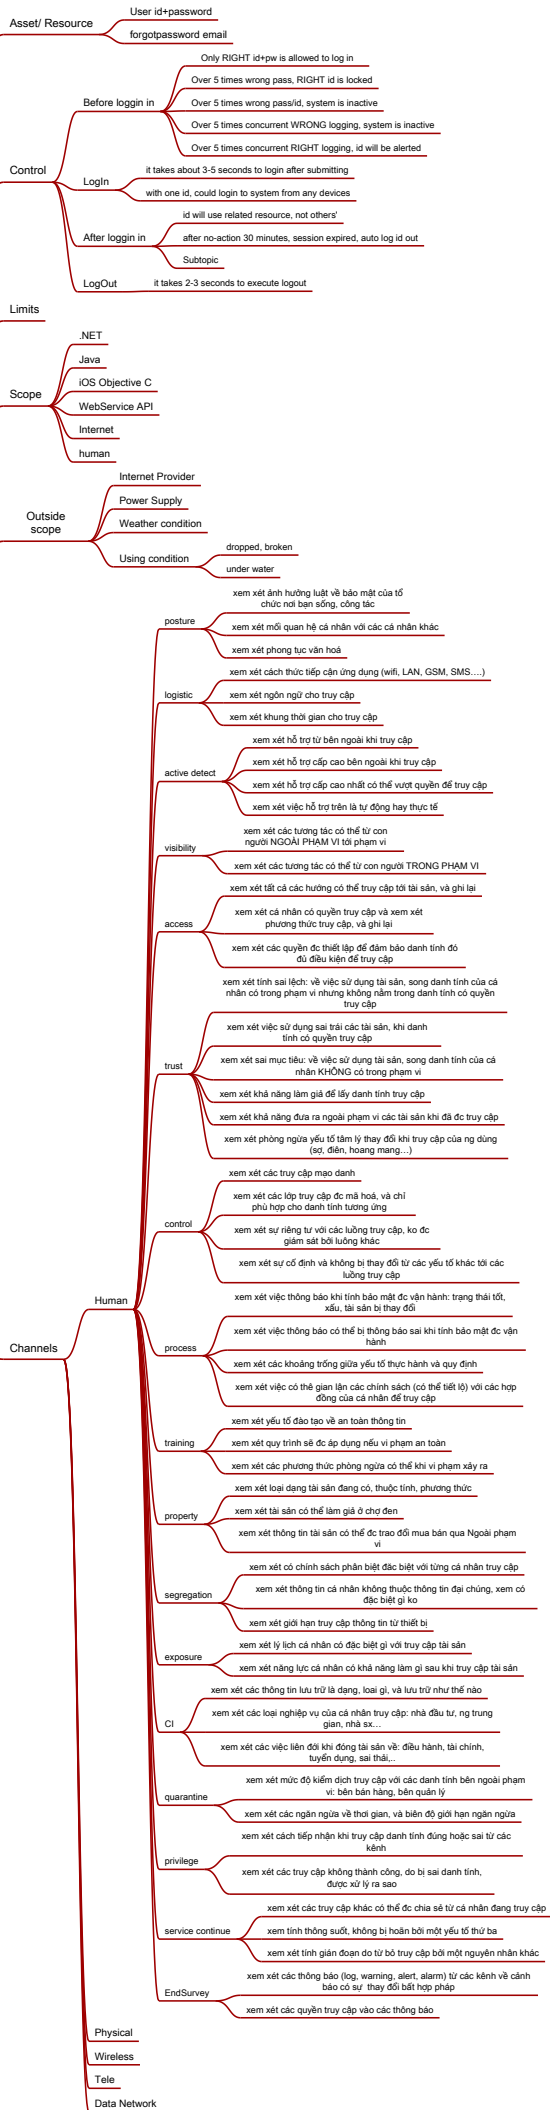 Asset/ Resource
User id+password
forgotpassword email
Control
Before loggin in
Only RIGHT id+pw is allowed to log in
Over 5 times wrong pass, RIGHT id is locked
Over 5 times wrong pass/id, system is inactive
Over 5 times concurrent WRONG logging, system is inactive
Over 5 times concurrent RIGHT logging, id will be alerted
LogIn
it takes about 3-5 seconds to login after submitting
with one id, could login to system from any devices
After loggin in
id will use related resource, not others'
after no-action 30 minutes, session expired, auto log id out
Subtopic
LogOut
it takes 2-3 seconds to execute logout
Limits
Scope
.NET
Java
iOS Objective C
WebService API
Internet
human
Outside
scope
Internet Provider
Power Supply
Weather condition
Using condition
dropped, broken
under water
Channels
Human
posture
xem xét ảnh hưởng luật về bảo mật của tổ
chức nơi bạn sống, công tác
xem xét mối quan hệ cá nhân với các cá nhân khác
xem xét phong tục văn hoá
logistic
xem xét cách thức tiếp cận ứng dụng (wifi, LAN, GSM, SMS....)
xem xét ngôn ngữ cho truy cập
xem xét khung thời gian cho truy cập
active detect
xem xét hỗ trợ từ bên ngoài khi truy cập
xem xét hỗ trợ cấp cao bên ngoài khi truy cập
xem xét hỗ trợ cấp cao nhất có thể vượt quyền để truy cập
xem xét việc hỗ trợ trên là tự động hay thực tế
visibility
xem xét các tương tác có thể từ con
người NGOÀI PHẠM VI tới phạm vi
xem xét các tương tác có thể từ con người TRONG PHẠM VI
access
xem xét tất cả các hướng có thể truy cập tới tài sản, và ghi lại
xem xét cá nhân có quyền truy cập và xem xét
phương thức truy cập, và ghi lại
xem xét các quyền đc thiết lập để đảm bảo danh tính đó
đủ điều kiện để truy cập
trust
xem xét tính sai lệch: về việc sử dụng tài sản, song danh tính của cá
nhân có trong phạm vi nhưng không nằm trong danh tính có quyền
truy cập
xem xét việc sử dụng sai trái các tài sản, khi danh
tính có quyền truy cập
xem xét sai mục tiêu: về việc sử dụng tài sản, song danh tính của cá
nhân KHÔNG có trong phạm vi
xem xét khả năng làm giả để lấy danh tính truy cập
xem xét khả năng đưa ra ngoài phạm vi các tài sản khi đã đc truy cập
xem xét phòng ngừa yếu tố tâm lý thay đổi khi truy cập của ng dùng
(sợ, điên, hoang mang...)
control
xem xét các truy cập mạo danh
xem xét các lớp truy cập đc mã hoá, và chỉ
phù hợp cho danh tính tương ứng
xem xét sự riêng tư với các luồng truy cập, ko đc
giám sát bởi luông khác
xem xét sự cố định và không bị thay đổi từ các yếu tố khác tới các
luồng truy cập
process
xem xét việc thông báo khi tính bảo mật đc vận hành: trạng thái tốt,
xấu, tài sản bị thay đổi
xem xét việc thông báo có thể bị thông báo sai khi tính bảo mật đc vận
hành
xem xét các khoảng trống giữa yếu tố thực hành và quy định
xem xét việc có thê gian lận các chính sách (có thể tiết lộ) với các hợp
đồng của cá nhân để truy cập
training
xem xét yếu tố đào tạo về an toàn thông tin
xem xét quy trình sẽ đc áp dụng nếu vi phạm an toàn
xem xét các phương thức phòng ngừa có thể khi vi phạm xảy ra
property
xem xét loại dạng tài sản đang có, thuộc tính, phương thức
xem xét tài sản có thể làm giả ở chợ đen
xem xét thông tin tài sản có thể đc trao đổi mua bán qua Ngoài phạm
vi
segregation
xem xét có chính sách phân biệt đăc biệt với từng cá nhân truy cập
xem xét thông tin cá nhân không thuộc thông tin đại chúng, xem có
đặc biệt gì ko
xem xét giới hạn truy cập thông tin từ thiết bị
exposure
xem xét lý lịch cá nhân có đặc biệt gì với truy cập tài sản
xem xét năng lực cá nhân có khả năng làm gì sau khi truy cập tài sản
CI
xem xét các thông tin lưu trữ là dạng, loai gì, và lưu trữ như thế nào
xem xét các loại nghiệp vụ của cá nhân truy cập: nhà đầu tư, ng trung
gian, nhà sx...
xem xét các việc liên đới khi đóng tài sản về: điều hành, tài chính,
tuyển dụng, sai thải,..
quarantine
xem xét mức độ kiểm dịch truy cập với các danh tính bên ngoài phạm
vi: bên bán hàng, bên quản lý
xem xét các ngăn ngừa về thơi gian, và biên độ giới hạn ngăn ngừa
privilege
xem xét cách tiếp nhận khi truy cập danh tính đúng hoặc sai từ các
kênh
xem xét các truy cập không thành công, do bị sai danh tính,
được xử lý ra sao
service continue
xem xét các truy cập khác có thể đc chia sẻ từ cá nhân đang truy cập
xem tính thông suốt, không bị hoãn bởi một yếu tố thứ ba
xem xét tính gián đoạn do từ bỏ truy cập bởi một nguyên nhân khác
EndSurvey
xem xét các thông báo (log, warning, alert, alarm) từ các kênh về cảnh
báo có sự thay đổi bất hợp pháp
xem xét các quyền truy cập vào các thông báo
Physical
Wireless
Tele
Data Network